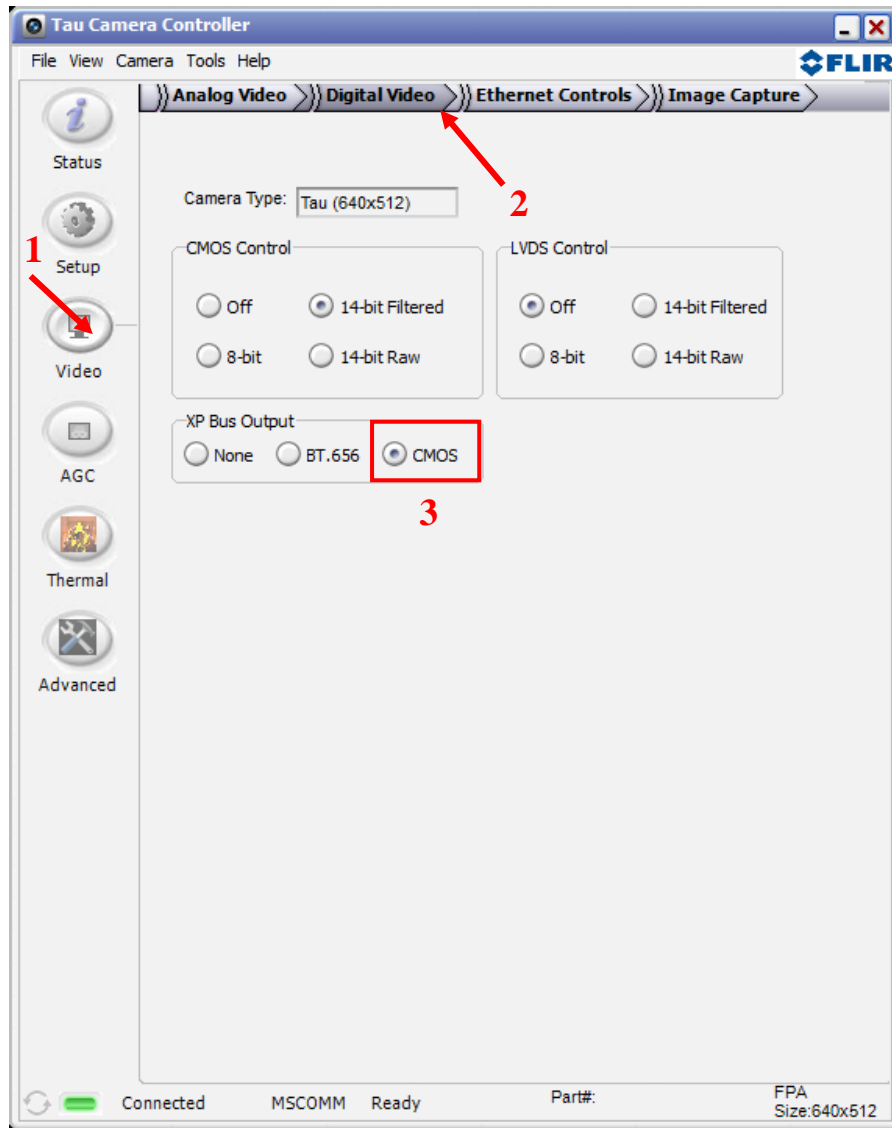 Tau Camera Controller
File View Camera Tools Help
FLIR
Analog Video Digital Video Ethernet Controls Image Capture
Status
2
Camera Type: Tau (640x512)
1
Setup
CMOS Control
LVDS Control
Off 14-bit Filtered
Off 14-bit Filtered
8-bit 14-bit Raw
8-bit 14-bit Raw
Video
XP Bus Output
None BT.656 CMOS
AGC
3
Thermal
Advanced
Connected MSCOMM Ready Part#: FPA
Size:640x512